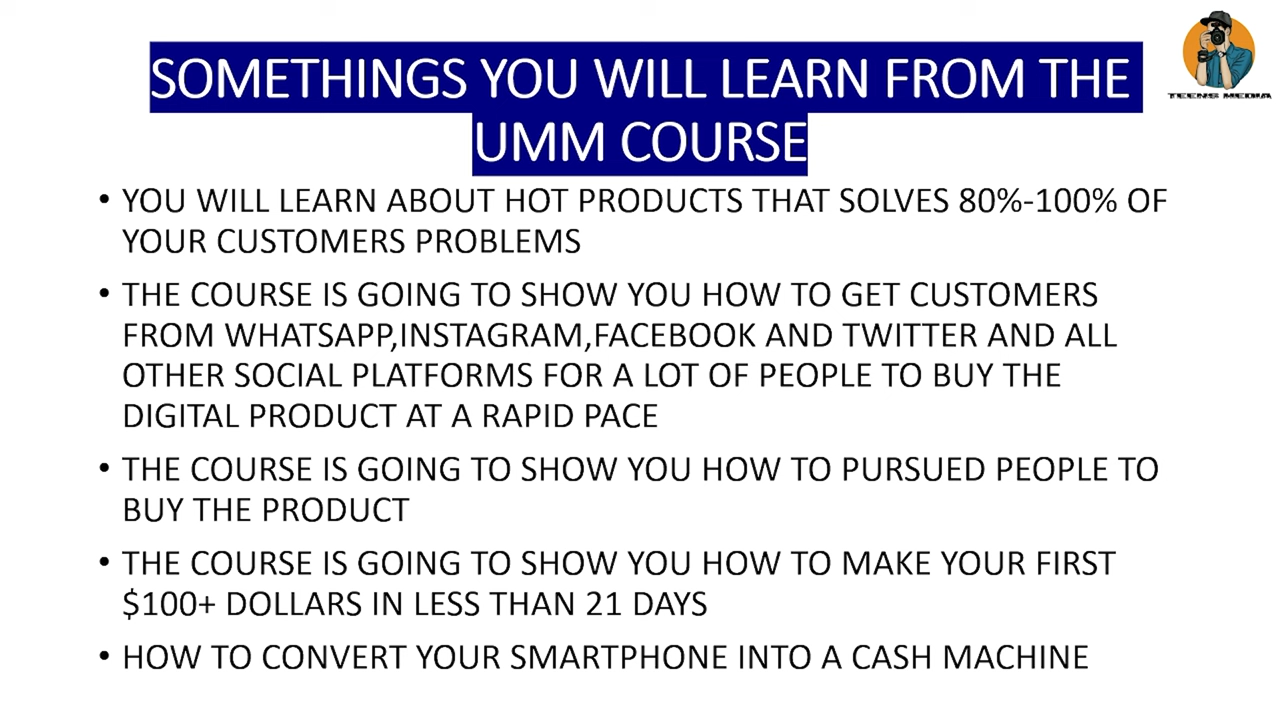 SOMETHINGS YOU WILL LEARN FROM THE
UMM COURSE
TEENS MEDIA
• YOU WILL LEARN ABOUT HOT PRODUCTS THAT SOLVES 80%-100% OF
YOUR CUSTOMERS PROBLEMS
• THE COURSE IS GOING TO SHOW YOU HOW TO GET CUSTOMERS
FROM WHATSAPP,INSTAGRAM,FACEBOOK AND TWITTER AND ALL
OTHER SOCIAL PLATFORMS FOR A LOT OF PEOPLE TO BUY THE
DIGITAL PRODUCT AT A RAPID PACE
• THE COURSE IS GOING TO SHOW YOU HOW TO PURSUED PEOPLE TO
BUY THE PRODUCT
• THE COURSE IS GOING TO SHOW YOU HOW TO MAKE YOUR FIRST
$100+ DOLLARS IN LESS THAN 21 DAYS
• HOW TO CONVERT YOUR SMARTPHONE INTO A CASH MACHINE